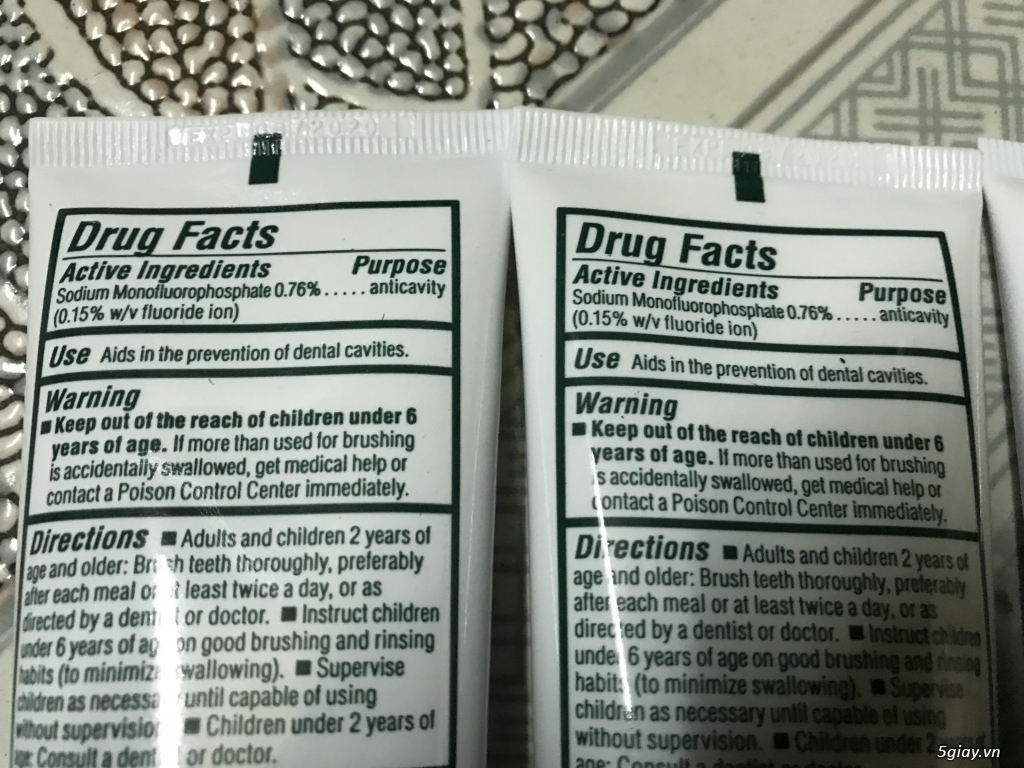 2020
Drug Facts
Active Ingredients Purpose
Sodium Monofluorophosphate 0.76% ..... anticavity
(0.15% w/v fluoride ion)
Use Aids in the prevention of dental cavities.
Warning
■ Keep out of the reach of children under 6
years of age. If more than used for brushing
is accidentally swallowed, get medical help or
contact a Poison Control Center immediately.
Directions ■ Adults and children 2 years of
age and older: Brush teeth thoroughly, preferably
after each meal or at least twice a day, or as
directed by a dentist or doctor. ■ Instruct children
under 6 years of age on good brushing and rinsing
habits (to minimize swallowing). ■ Supervise
children as necessary until capable of using
without supervision. ■ Children under 2 years of
age: Consult a dentist or doctor.
Drug Facts
Active Ingredients Purpose
Sodium Monofluorophosphate 0.76% ..... anticavity
(0.15% w/v fluoride ion)
Use Aids in the prevention of dental cavities.
Warning
■ Keep out of the reach of children under 6
years of age. If more than used for brushing
is accidentally swallowed, get medical help or
contact a Poison Control Center immediately.
Directions ■ Adults and children 2 years of
age and older: Brush teeth thoroughly, preferably
after each meal or at least twice a day, or as
directed by a dentist or doctor. ■ Instruct children
under 6 years of age on good brushing and rinsing
habits (to minimize swallowing). ■ Supervise
children as necessary until capable of using
without supervision. ■ Children under 2 years of
age: Consult a dentist or doctor.
5giay.vn